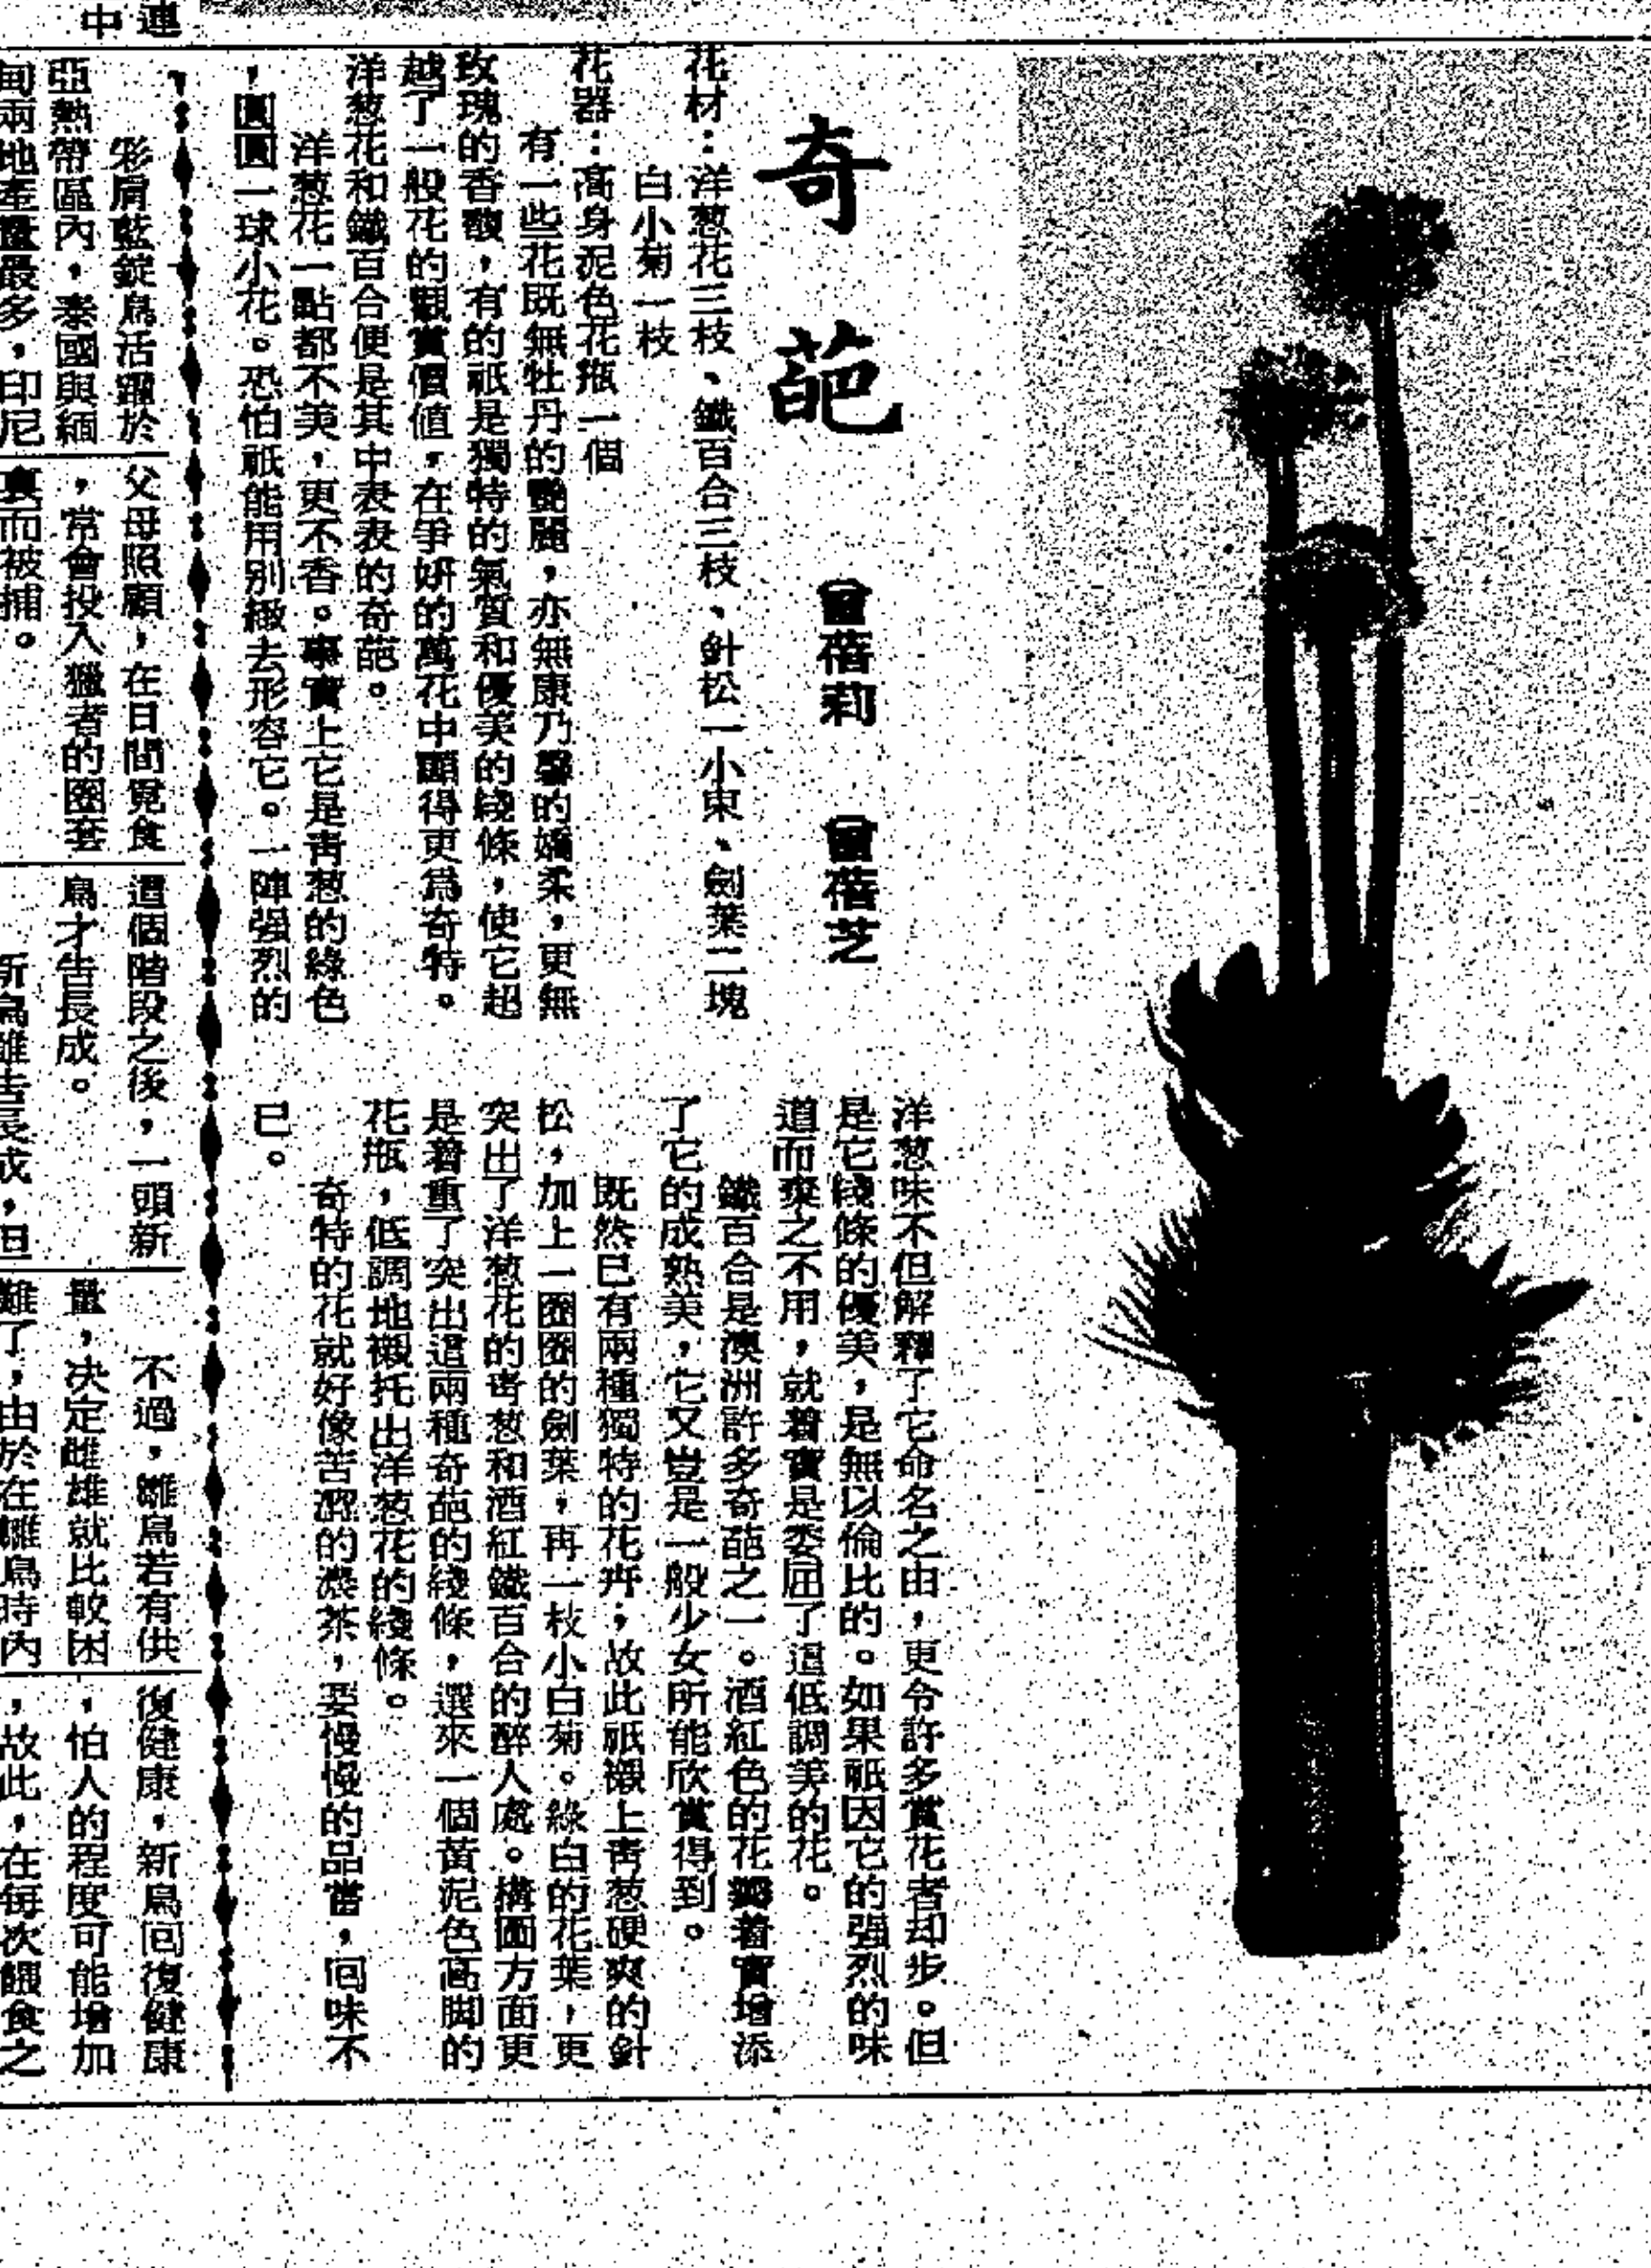 奇葩
曾蓓莉　曾蓓芝
花材：洋葱花三枝、鐵百合三枝、針松一小束、劍葉二塊
白小菊一枝
花器：高身泥色花瓶一個
有一些花既無牡丹的艷麗，亦無康乃馨的嬌柔，更無
玫瑰的香馥，有的祇是獨特的氣質和優美的綫條，使它超
越了一般花的觀賞價值，在爭妍的萬花中顯得更爲奇特。
洋葱花和鐵百合便是其中表表的奇葩。
洋葱花一點都不美，更不香。事實上它是青葱的綠色
，圓圓一球小花。恐怕祇能用别緻去形容它。一陣强烈的
洋葱味不但解釋了它命名之由，更令許多賞花者却步。但
是它綫條的優美，是無以倫比的。如果祇因它的强烈的味
道而棄之不用，就着實是委屈了這低調美的花。
鐵百合是澳洲許多奇葩之一。酒紅色的花瓣着實增添
了它的成熟美，它又豈是一般少女所能欣賞得到。
既然已有兩種獨特的花卉，故此祇襯上青葱硬爽的針
松，加上一圈圈的劍葉，再一枝小白菊。綠白的花葉，更
突出了洋葱花的青葱和酒紅鐵百合的醉人處。構圖方面更
是着重了突出這兩種奇葩的綫條，選來一個黃泥色高脚的
花瓶，低調地襯托出洋葱花的綫條。
奇特的花就好像苦澀的濃茶，要慢慢的品嘗，回味不
已。
連
中
彩肩藍錠鳥活躍於
亞熱帶區內，泰國與緬
甸兩地產量最多，印尼
父母照顧，在日間覓食
，常會投入獵者的圈套
裏而被捕。
這個階段之後，一頭新
鳥才告長成。
新鳥雖告長成，但
不過，雛鳥若有供
量，决定雌雄就比較困
難了，由於在雛鳥時內
復健康，新鳥回復健康
，怕人的程度可能增加
，故此，在每次餵食之